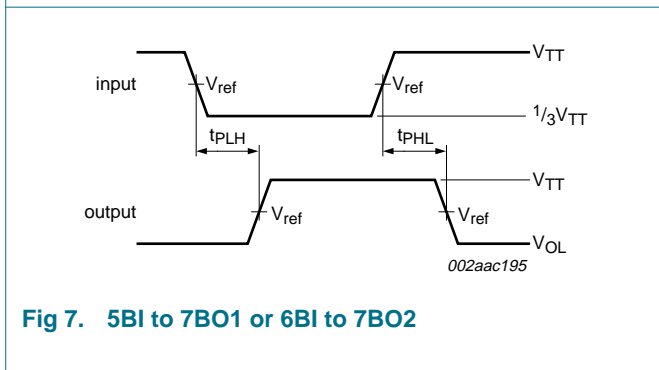 V_TT
input
V_ref
V_ref
1/3V_TT
t_PLH
t_PHL
V_TT
output
V_ref
V_ref
V_OL
002aac195
Fig 7. 5BI to 7BO1 or 6BI to 7BO2